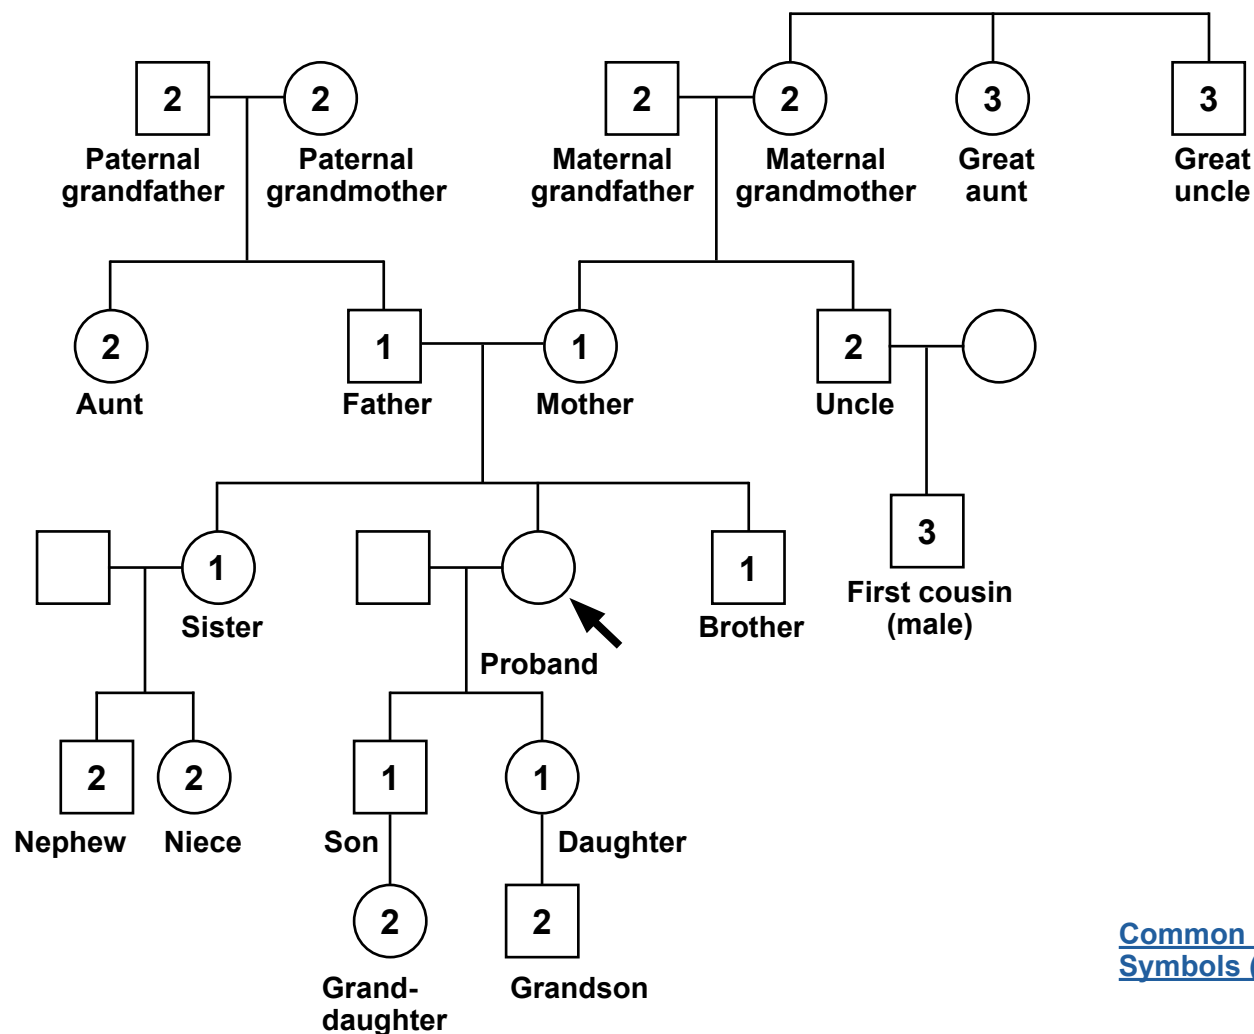 2
2
2
2
3
3
Paternal
grandfather
Paternal
grandmother
Maternal
grandfather
Maternal
grandmother
Great
aunt
Great
uncle
2
1
1
2
Aunt
Father
Mother
Uncle
3
First cousin
(male)
1
1
Sister
Brother
Proband
2
2
1
1
Nephew
Niece
Son
Daughter
2
2
Grand-
daughter
Grandson
Common
Symbols (